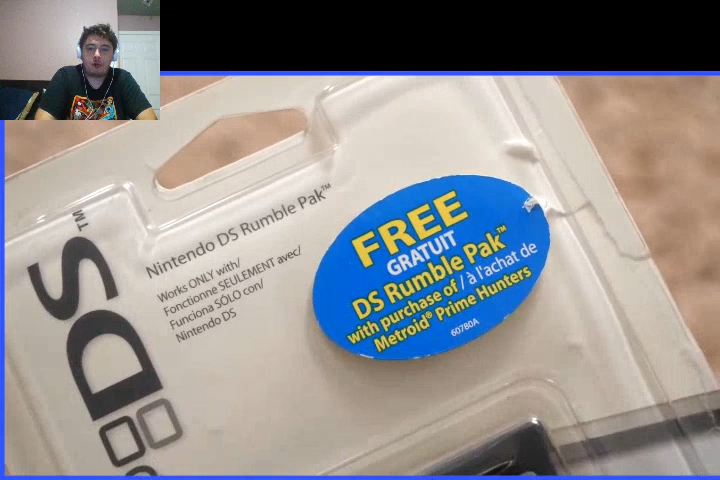 DS™
Nintendo DS Rumble Pak™
Works ONLY with/
Fonctionne SEULEMENT avec/
Funciona SÓLO con/
Nintendo DS
FREE
GRATUIT
DS Rumble Pak™
with purchase of / à l'achat de
Metroid® Prime Hunters
60780A